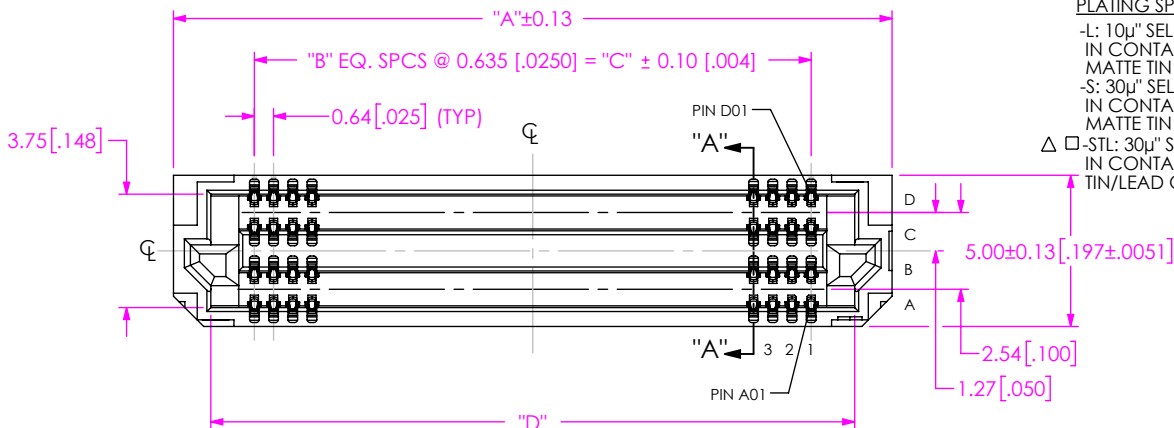 "A"±0.13
PLATING SP
-L: 10µ" SEL
IN CONTA
MATTE TIN
-S: 30µ" SEL
IN CONTA
MATTE TIN
△ □-STL: 30µ" S
IN CONTA
TIN/LEAD
"B" EQ. SPCS @ 0.635 [.0250] = "C" ± 0.10 [.004]
0.64[.025] (TYP)
PIN D01
3.75[.148]
℄
"A"
D
C
℄
5.00±0.13[.197±.0051]
B
A
"A"
3 2 1
2.54[.100]
PIN A01
1.27[.050]
"D"